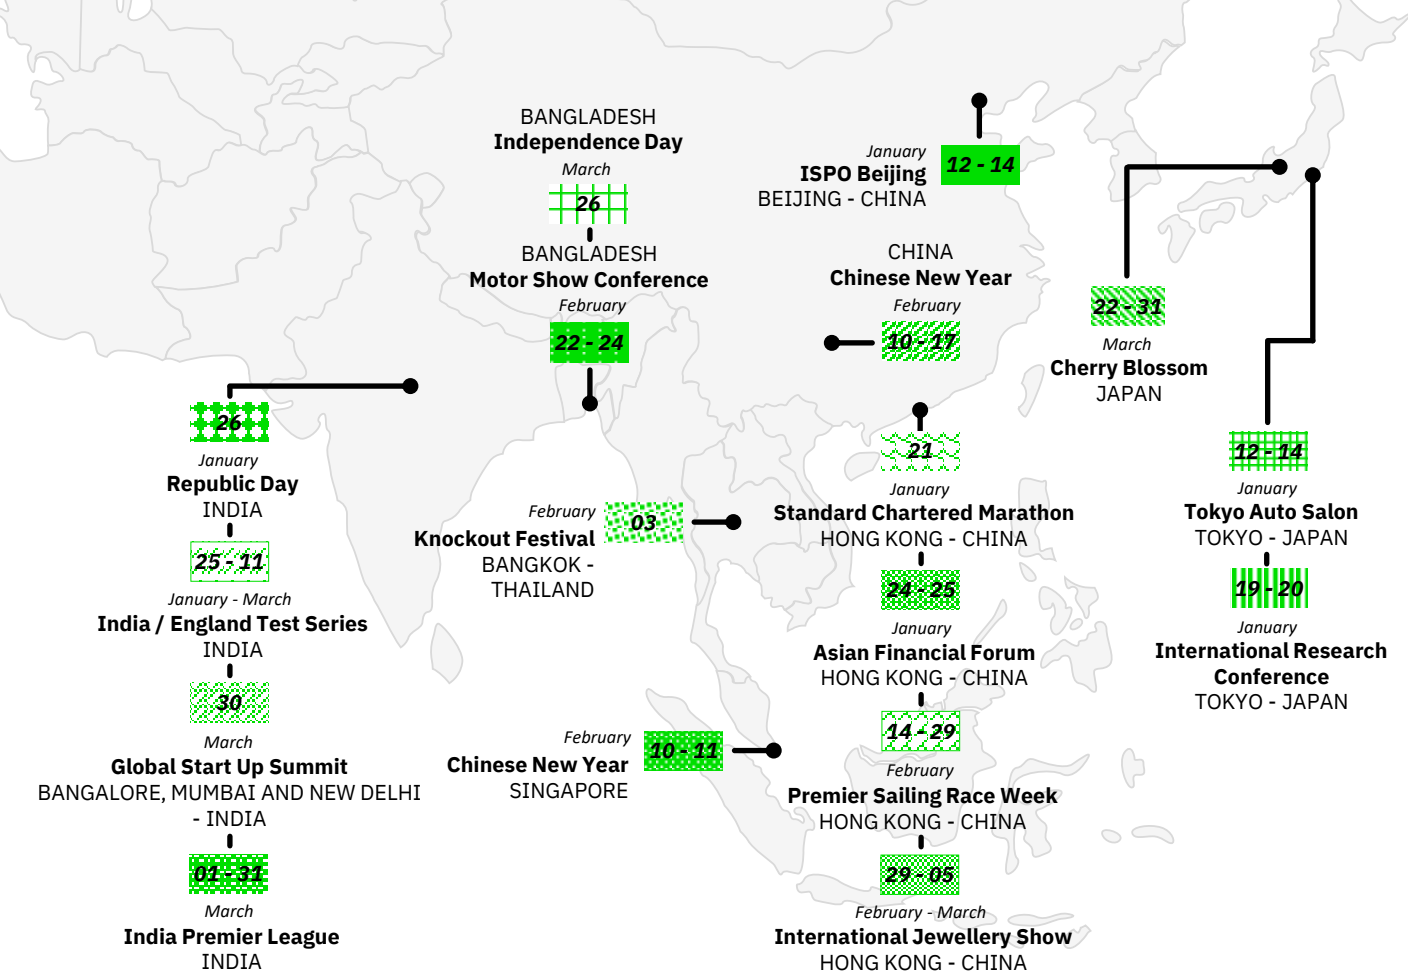 BANGLADESH
Independence Day
March
26
BANGLADESH
Motor Show Conference
February
22 - 24
January
ISPO Beijing
BEIJING - CHINA
12 - 14
CHINA
Chinese New Year
February
10 - 17
22 - 31
March
Cherry Blossom
JAPAN
26
January
Republic Day
INDIA
25 - 11
January - March
India / England Test Series
INDIA
30
March
Global Start Up Summit
BANGALORE, MUMBAI AND NEW DELHI
- INDIA
01 - 31
March
India Premier League
INDIA
February
Knockout Festival
BANGKOK -
THAILAND
03
February
Chinese New Year
SINGAPORE
10 - 11
21
January
Standard Chartered Marathon
HONG KONG - CHINA
24 - 25
January
Asian Financial Forum
HONG KONG - CHINA
14 - 29
February
Premier Sailing Race Week
HONG KONG - CHINA
29 - 05
February - March
International Jewellery Show
HONG KONG - CHINA
12 - 14
January
Tokyo Auto Salon
TOKYO - JAPAN
19 - 20
January
International Research
Conference
TOKYO - JAPAN